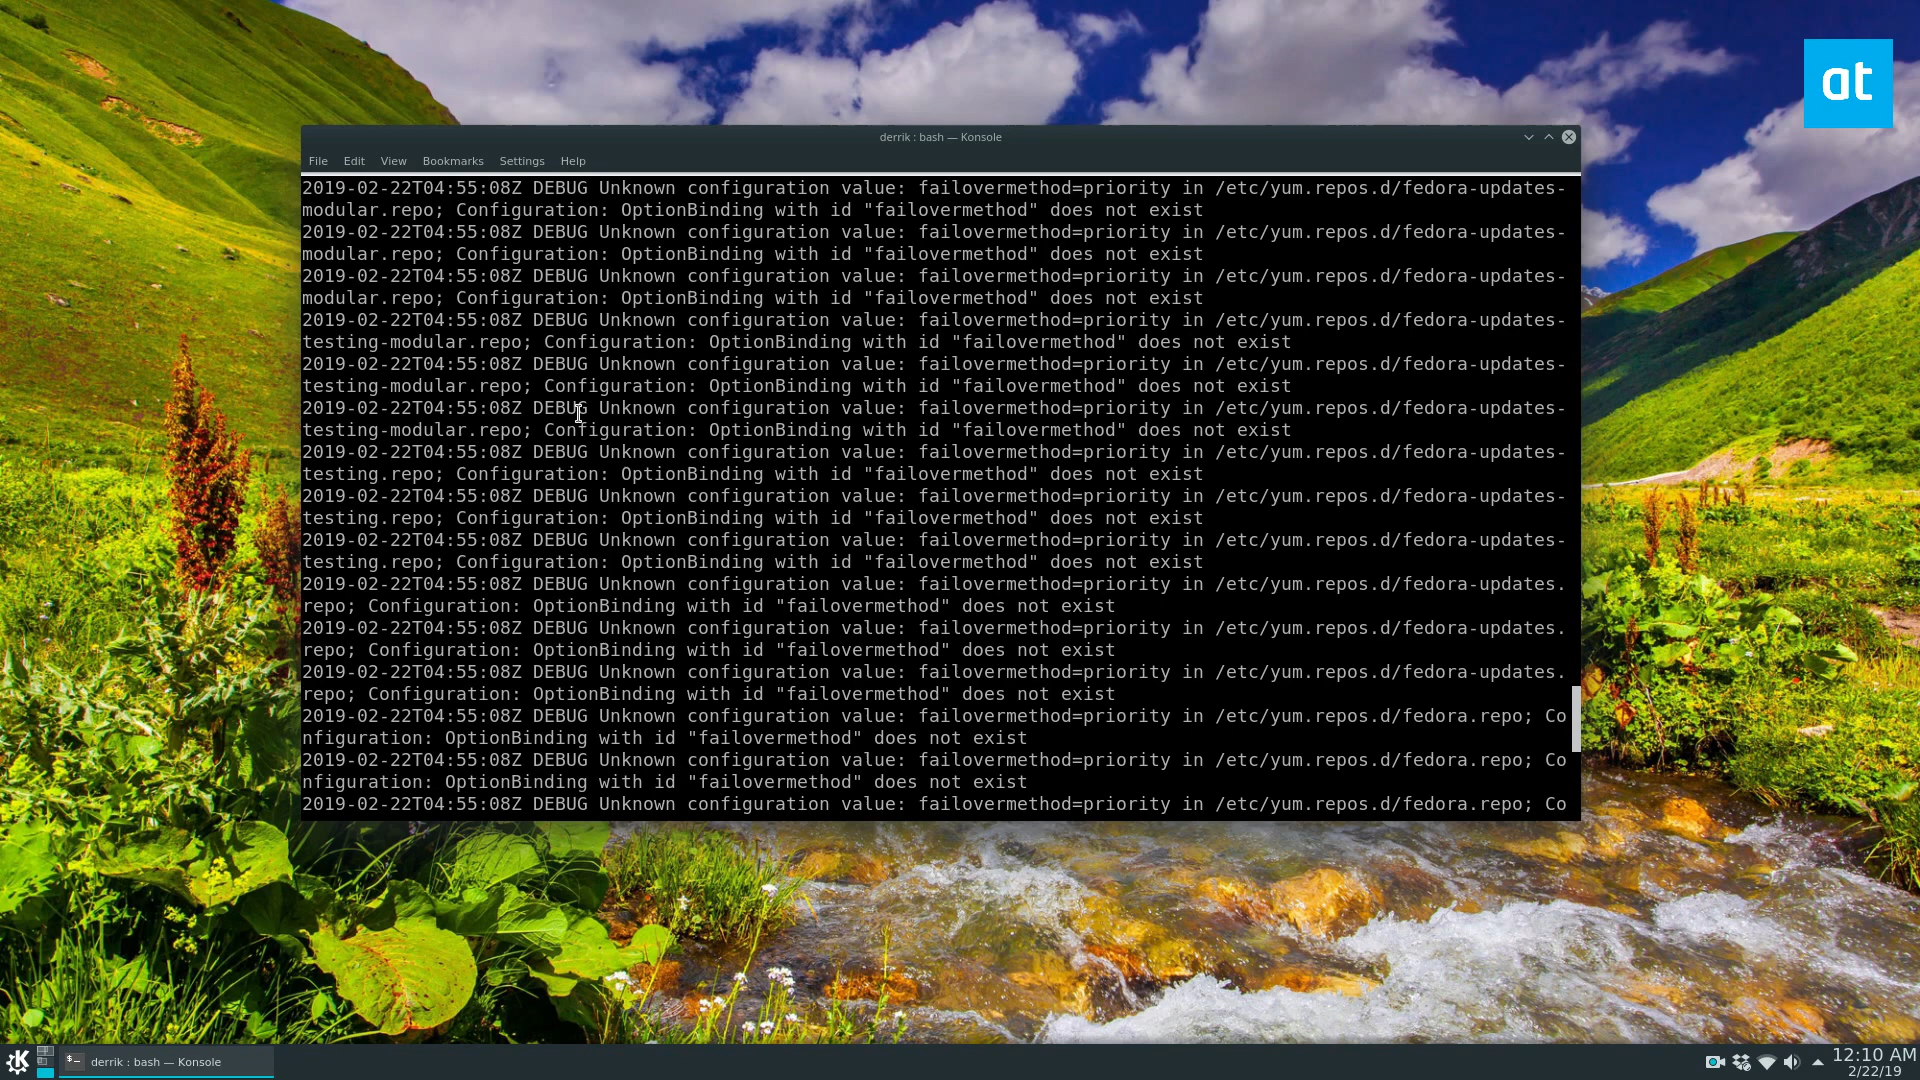 at
derrik : bash — Konsole
File Edit View Bookmarks Settings Help
2019-02-22T04:55:08Z DEBUG Unknown configuration value: failovermethod=priority in /etc/yum.repos.d/fedora-updates-
modular.repo; Configuration: OptionBinding with id "failovermethod" does not exist
2019-02-22T04:55:08Z DEBUG Unknown configuration value: failovermethod=priority in /etc/yum.repos.d/fedora-updates-
modular.repo; Configuration: OptionBinding with id "failovermethod" does not exist
2019-02-22T04:55:08Z DEBUG Unknown configuration value: failovermethod=priority in /etc/yum.repos.d/fedora-updates-
modular.repo; Configuration: OptionBinding with id "failovermethod" does not exist
2019-02-22T04:55:08Z DEBUG Unknown configuration value: failovermethod=priority in /etc/yum.repos.d/fedora-updates-
testing-modular.repo; Configuration: OptionBinding with id "failovermethod" does not exist
2019-02-22T04:55:08Z DEBUG Unknown configuration value: failovermethod=priority in /etc/yum.repos.d/fedora-updates-
testing-modular.repo; Configuration: OptionBinding with id "failovermethod" does not exist
2019-02-22T04:55:08Z DEBUG Unknown configuration value: failovermethod=priority in /etc/yum.repos.d/fedora-updates-
testing-modular.repo; Configuration: OptionBinding with id "failovermethod" does not exist
2019-02-22T04:55:08Z DEBUG Unknown configuration value: failovermethod=priority in /etc/yum.repos.d/fedora-updates-
testing.repo; Configuration: OptionBinding with id "failovermethod" does not exist
2019-02-22T04:55:08Z DEBUG Unknown configuration value: failovermethod=priority in /etc/yum.repos.d/fedora-updates-
testing.repo; Configuration: OptionBinding with id "failovermethod" does not exist
2019-02-22T04:55:08Z DEBUG Unknown configuration value: failovermethod=priority in /etc/yum.repos.d/fedora-updates-
testing.repo; Configuration: OptionBinding with id "failovermethod" does not exist
2019-02-22T04:55:08Z DEBUG Unknown configuration value: failovermethod=priority in /etc/yum.repos.d/fedora-updates.
repo; Configuration: OptionBinding with id "failovermethod" does not exist
2019-02-22T04:55:08Z DEBUG Unknown configuration value: failovermethod=priority in /etc/yum.repos.d/fedora-updates.
repo; Configuration: OptionBinding with id "failovermethod" does not exist
2019-02-22T04:55:08Z DEBUG Unknown configuration value: failovermethod=priority in /etc/yum.repos.d/fedora-updates.
repo; Configuration: OptionBinding with id "failovermethod" does not exist
2019-02-22T04:55:08Z DEBUG Unknown configuration value: failovermethod=priority in /etc/yum.repos.d/fedora.repo; Co
nfiguration: OptionBinding with id "failovermethod" does not exist
2019-02-22T04:55:08Z DEBUG Unknown configuration value: failovermethod=priority in /etc/yum.repos.d/fedora.repo; Co
nfiguration: OptionBinding with id "failovermethod" does not exist
2019-02-22T04:55:08Z DEBUG Unknown configuration value: failovermethod=priority in /etc/yum.repos.d/fedora.repo; Co
derrik : bash — Konsole
12:10 AM
2/22/19